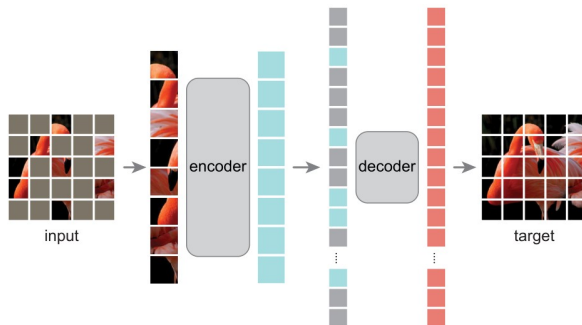 input
encoder
decoder
target